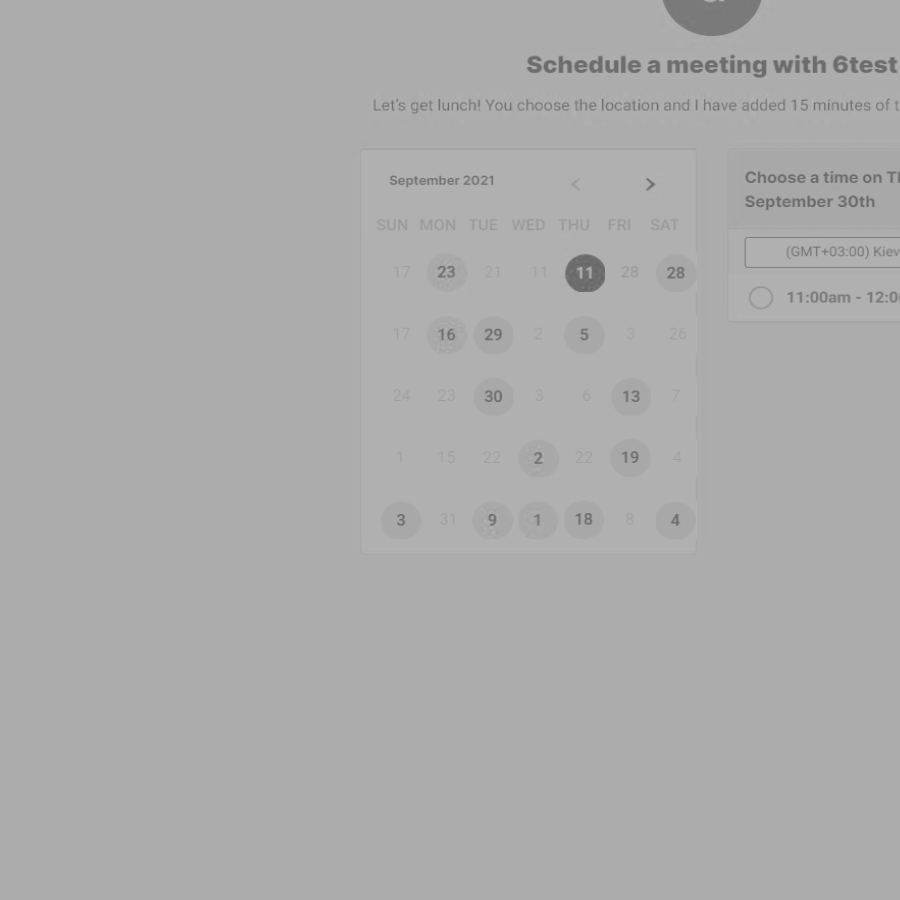 Schedule a meeting with 6test
Let's get lunch! You choose the location and I have added 15 minutes of t
September 2021
SUN MON TUE WED THU FRI SAT
17 23 21 11 11 28 28
17 16 29 2 5 3 26
24 23 30 3 6 13 7
1 15 22 2 22 19 4
3 31 9 1 18 8 4
Choose a time on Th
September 30th
(GMT+03:00) Kiev
11:00am - 12:00